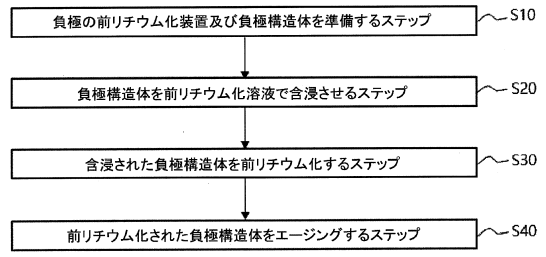 負極の前リチウム化装置及び負極構造体を準備するステップ S10
負極構造体を前リチウム化溶液で含浸させるステップ S20
含浸された負極構造体を前リチウム化するステップ S30
前リチウム化された負極構造体をエージングするステップ S40